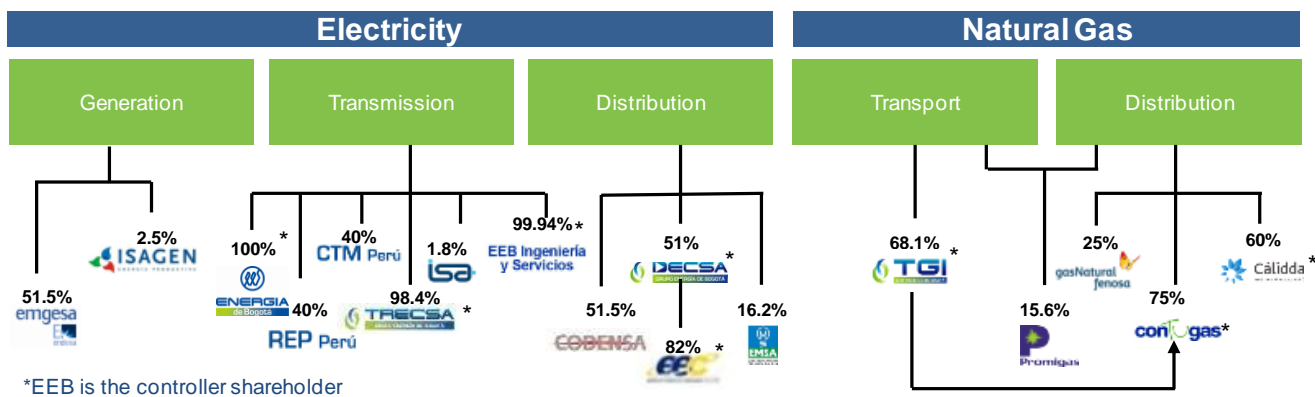 Electricity
Natural Gas
Generation
Transmission
Distribution
Transport
Distribution
2.5%
ISAGEN
51.5%
emgesa
100% *
ENERGIA
de Bogotá
40%
REP Perú
40%
CTM Perú
98.4%
TRECSA *
1.8%
isa
99.94% *
EEB Ingeniería
y Servicios
51.5%
CODENSA
51%
DECSA *
82% *
EEC
16.2%
EMSA
68.1%
TGI *
15.6%
Promigas
25%
gasNatural
fenosa
75%
conTugas *
60%
Cálidda *
*EEB is the controller shareholder